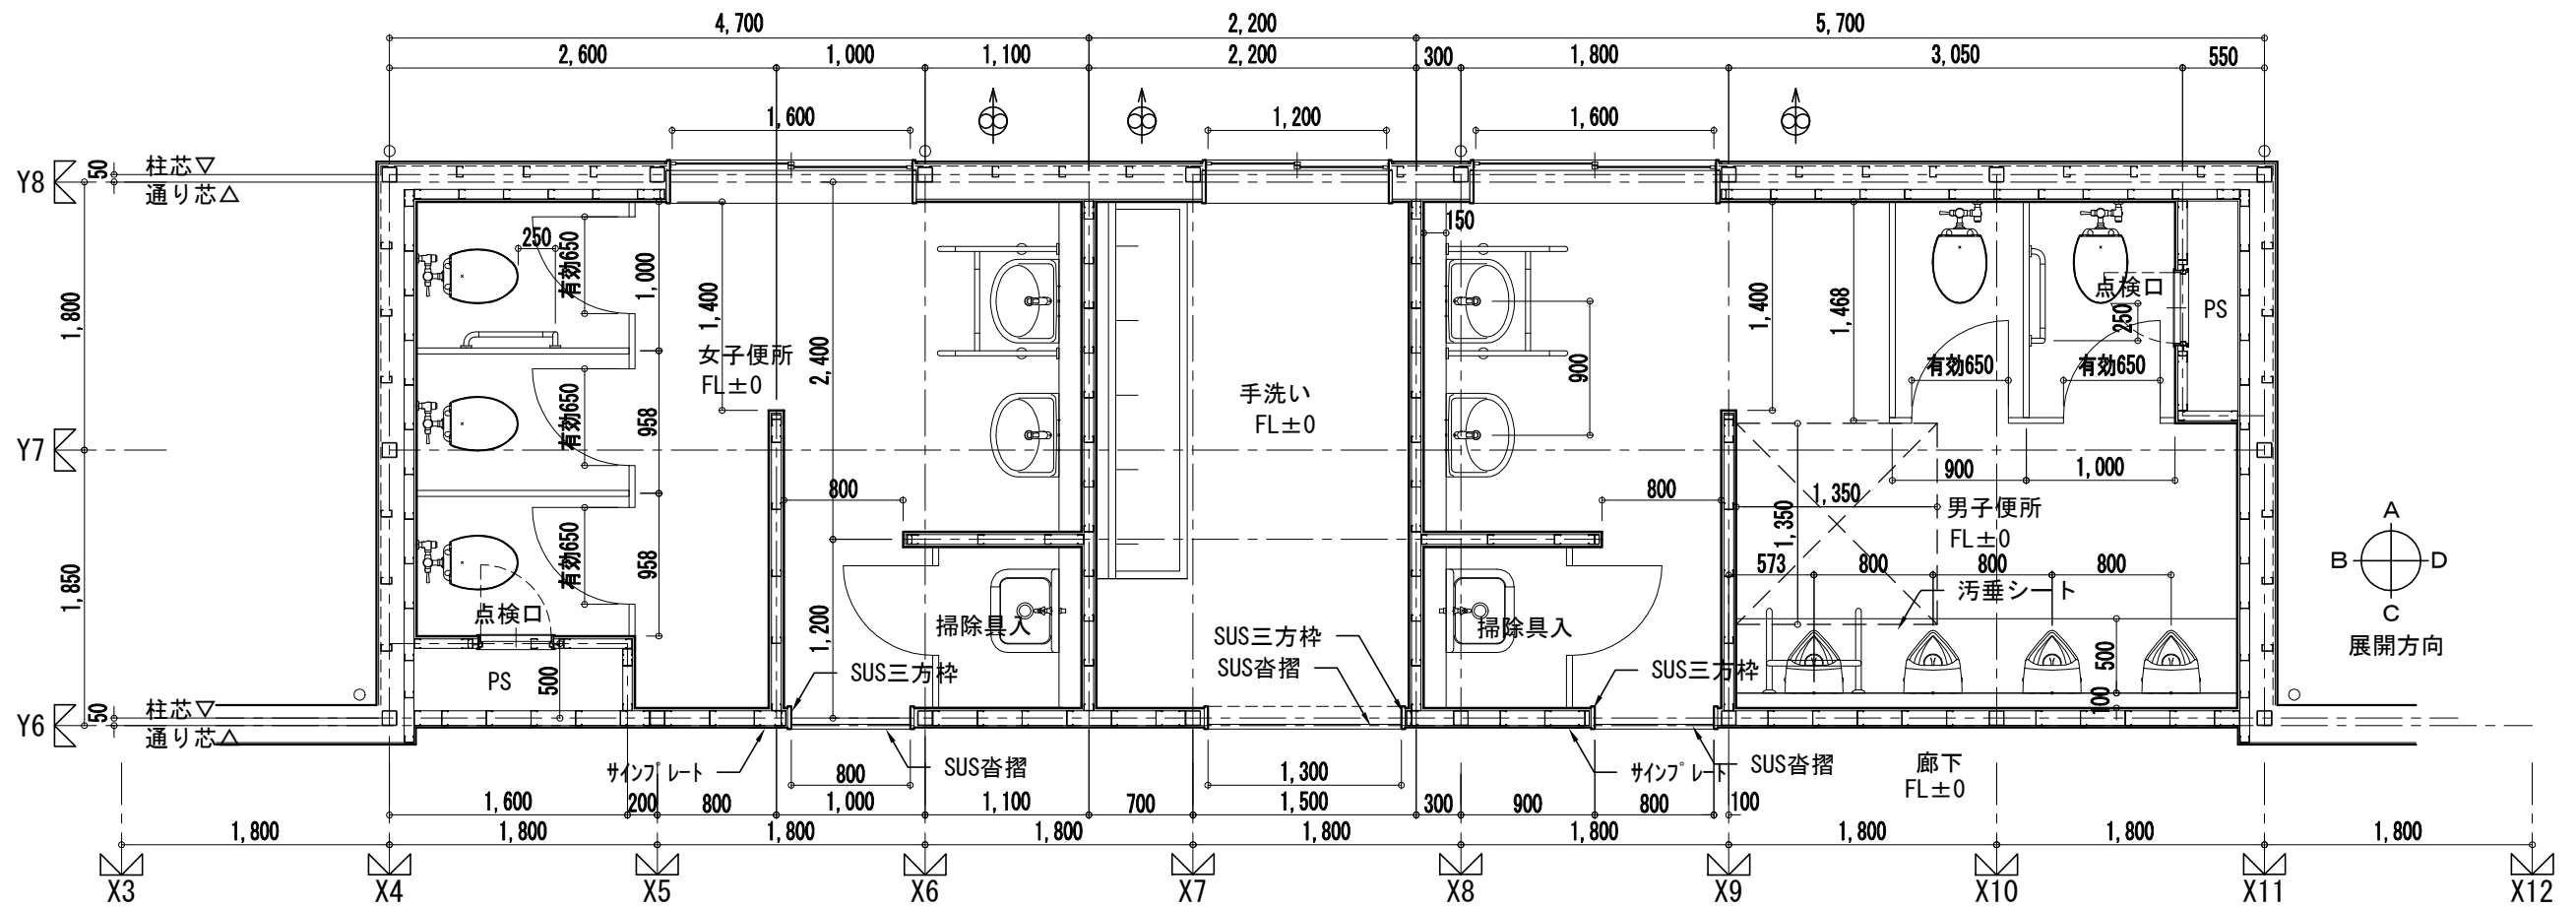 4,700
2,200
5,700
2,600
1,000
1,100
2,200
300
1,800
3,050
550
1,600
1,200
1,600
Y8
50
柱芯▽
通り芯△
250
有効650
1,000
1,400
150
1,400
1,468
点検口
250
PS
1,800
女子便所
FL±0
2,400
900
有効650
有効650
手洗い
FL±0
有効650
958
Y7
800
800
900
1,000
1,350
1,350
男子便所
FL±0
A
B
D
C
展開方向
有効650
958
573
800
800
800
汚垂シート
1,850
点検口
1,200
掃除具入
掃除具入
SUS三方枠
SUS沓摺
SUS三方枠
SUS三方枠
PS
500
500
100
Y6
50
柱芯▽
通り芯△
サインプレート
SUS沓摺
サインプレート
SUS沓摺
廊下
FL±0
800
1,300
1,600
200
800
1,000
1,100
700
1,500
300
900
800
100
1,800
1,800
1,800
1,800
1,800
1,800
1,800
1,800
1,800
X3
X4
X5
X6
X7
X8
X9
X10
X11
X12